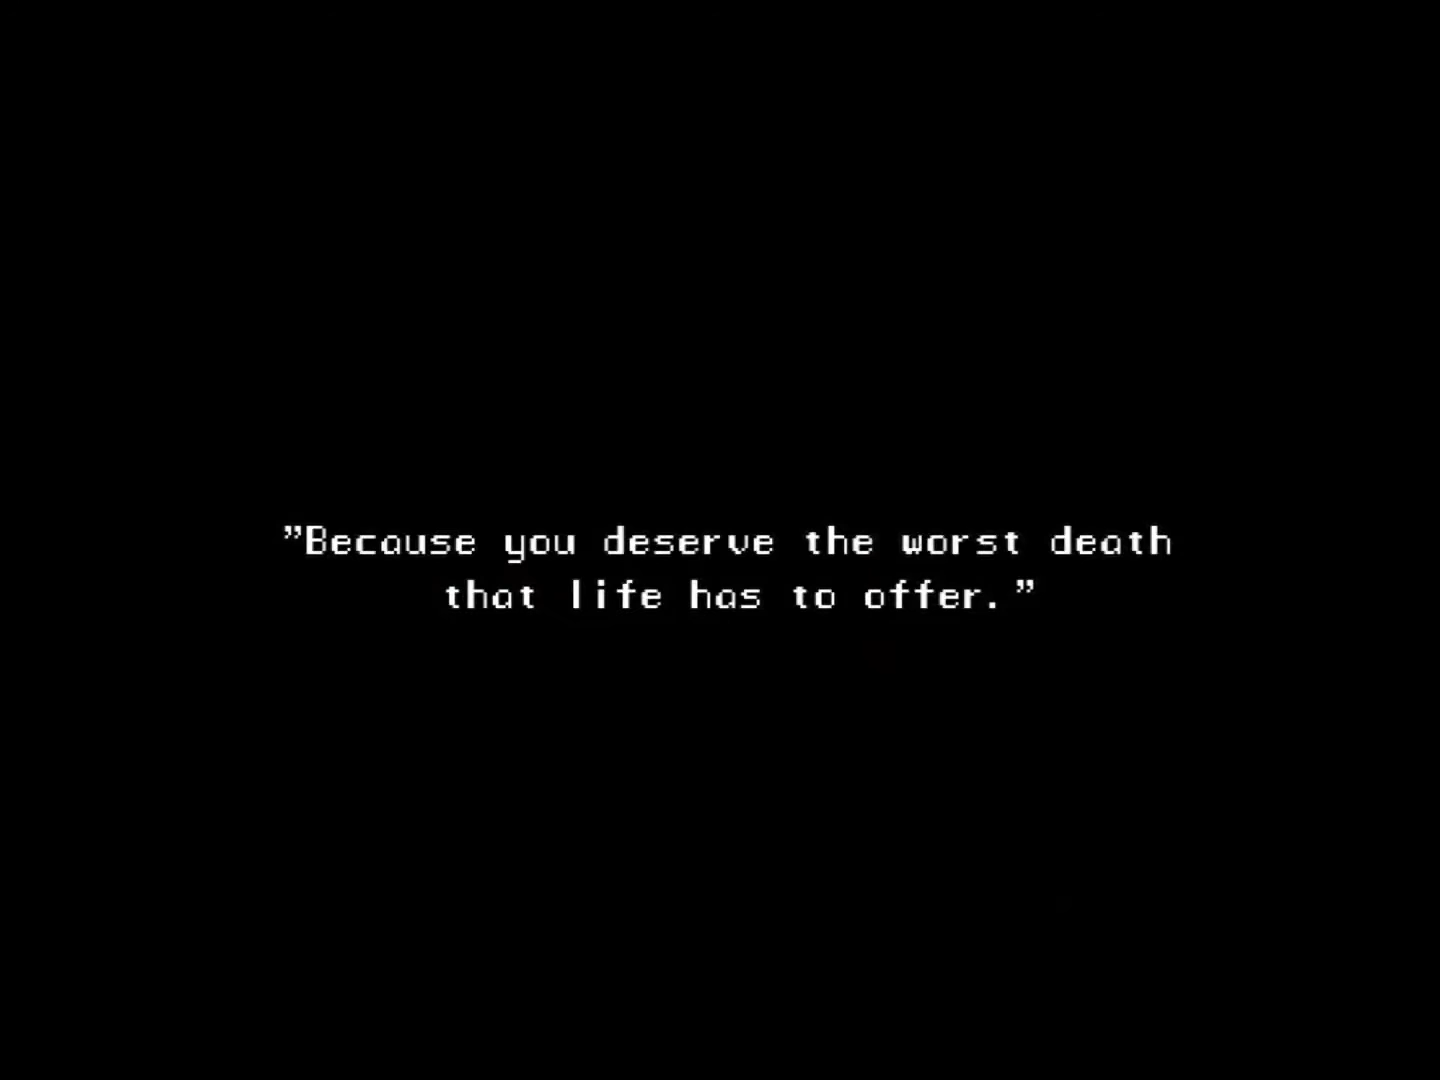 ”Because you deserve the worst death
that life has to offer.”